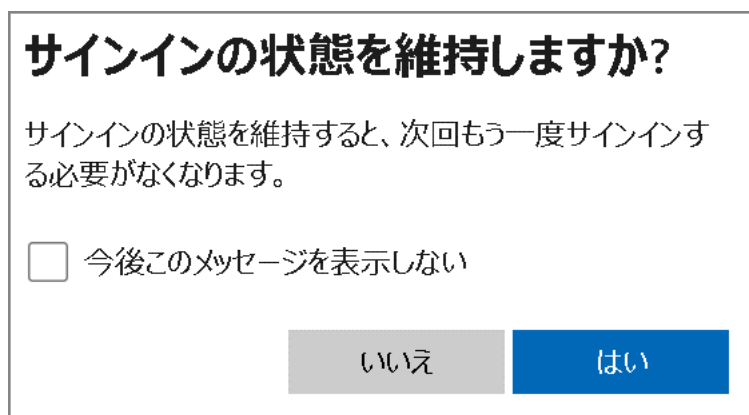 サインインの状態を維持しますか?
サインインの状態を維持すると、次回もう一度サインインす
る必要がなくなります。
今後このメッセージを表示しない
いいえ
はい